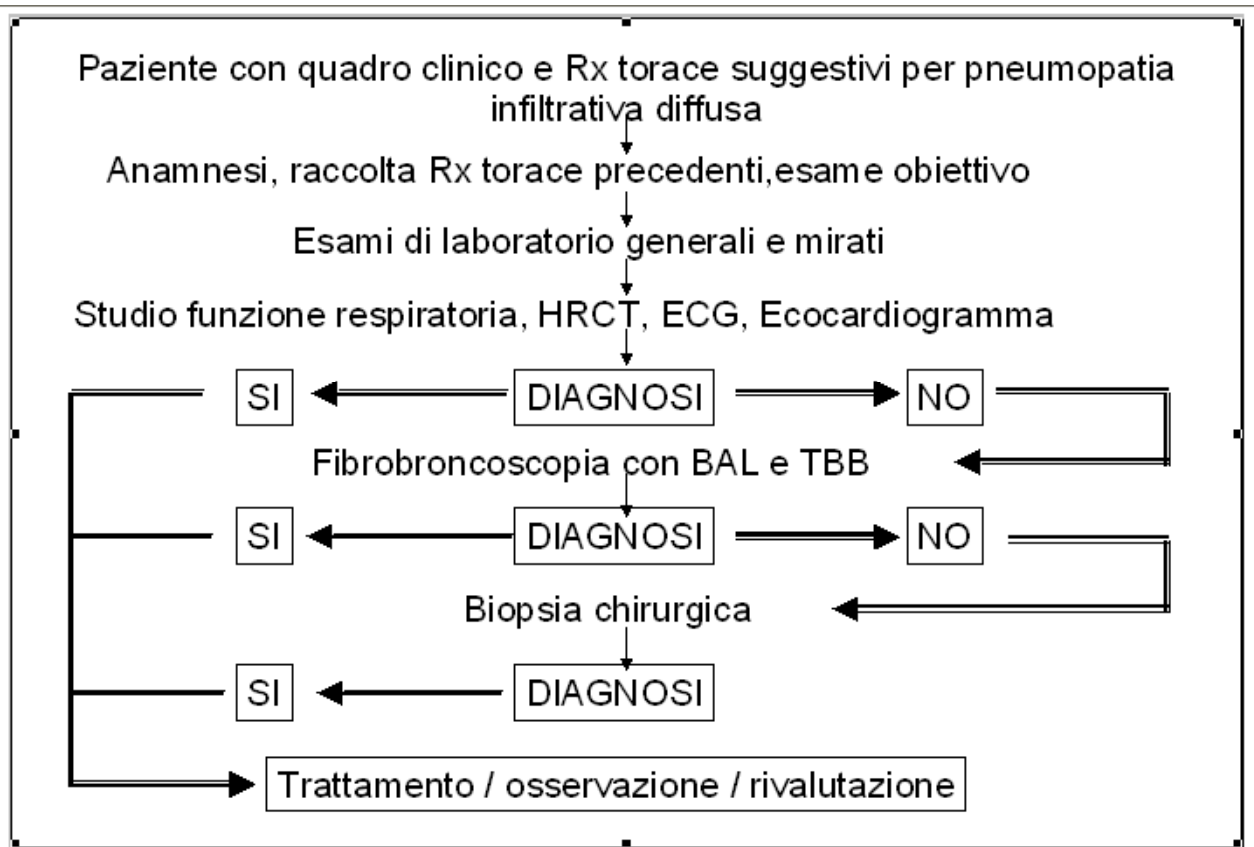 Paziente con quadro clinico e Rx torace suggestivi per pneumopatia
infiltrativa diffusa
Anamnesi, raccolta Rx torace precedenti,esame obiettivo
Esami di laboratorio generali e mirati
Studio funzione respiratoria, HRCT, ECG, Ecocardiogramma
SI DIAGNOSI NO
Fibrobroncoscopia con BAL e TBB
SI DIAGNOSI NO
Biopsia chirurgica
SI DIAGNOSI
Trattamento / osservazione / rivalutazione